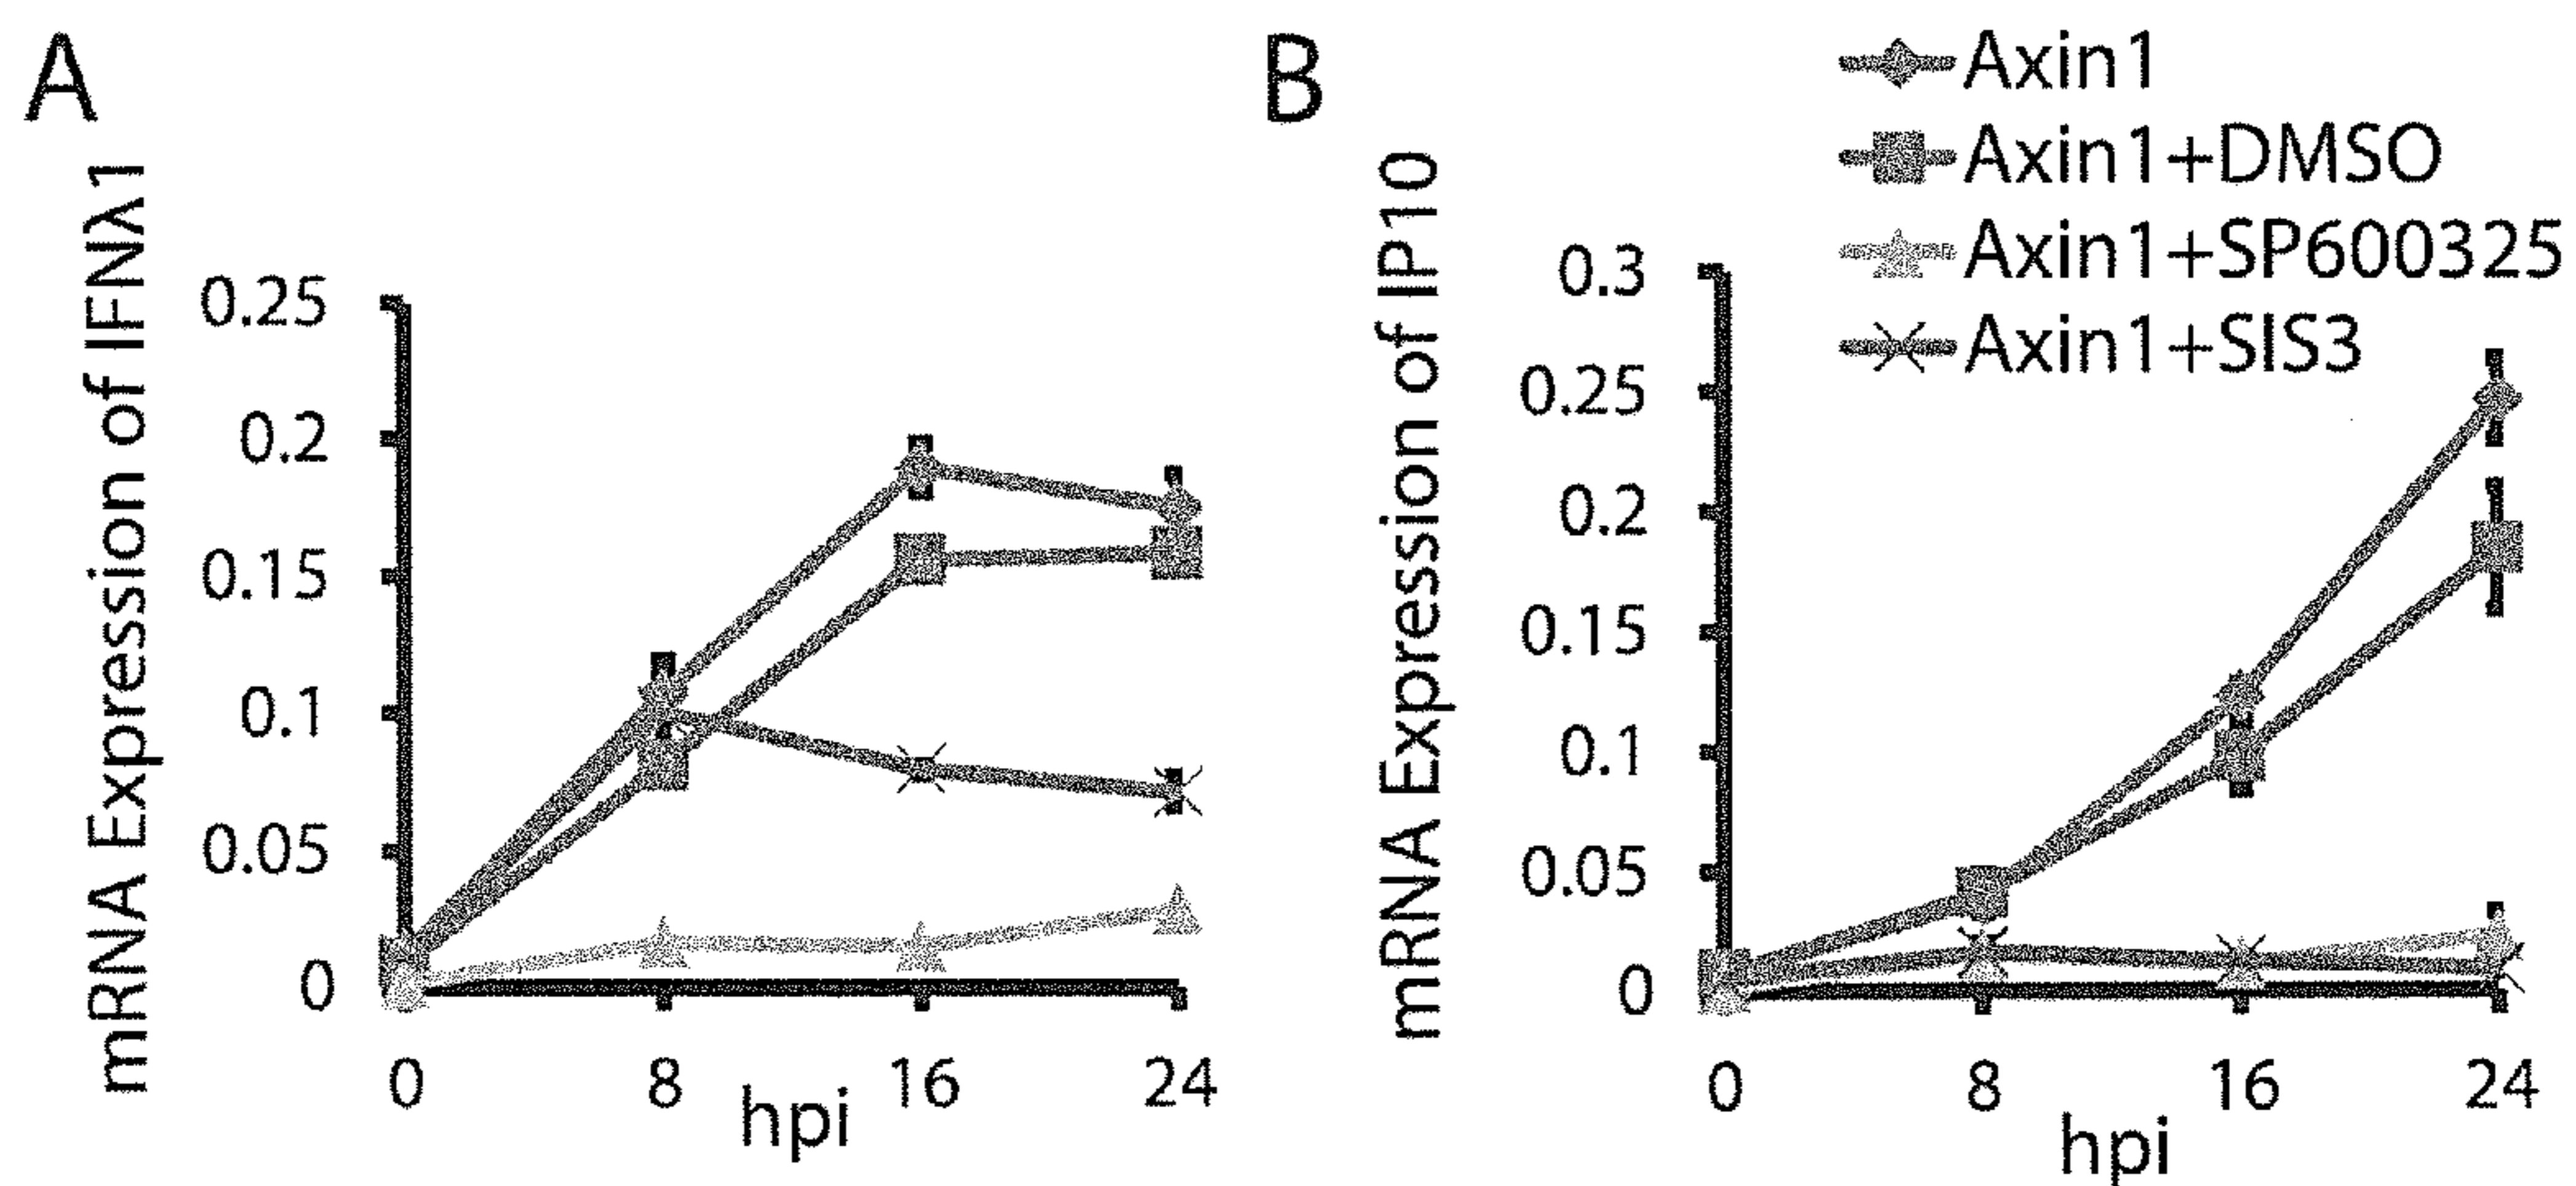 A
mRNA Expression of IFNλ1
0.25
0.2
0.15
0.1
0.05
0
0
8
16
24
hpi
B
Axin1
Axin1+DMSO
Axin1+SP600325
Axin1+SIS3
mRNA Expression of IP10
0.3
0.25
0.2
0.15
0.1
0.05
0
0
8
16
24
hpi